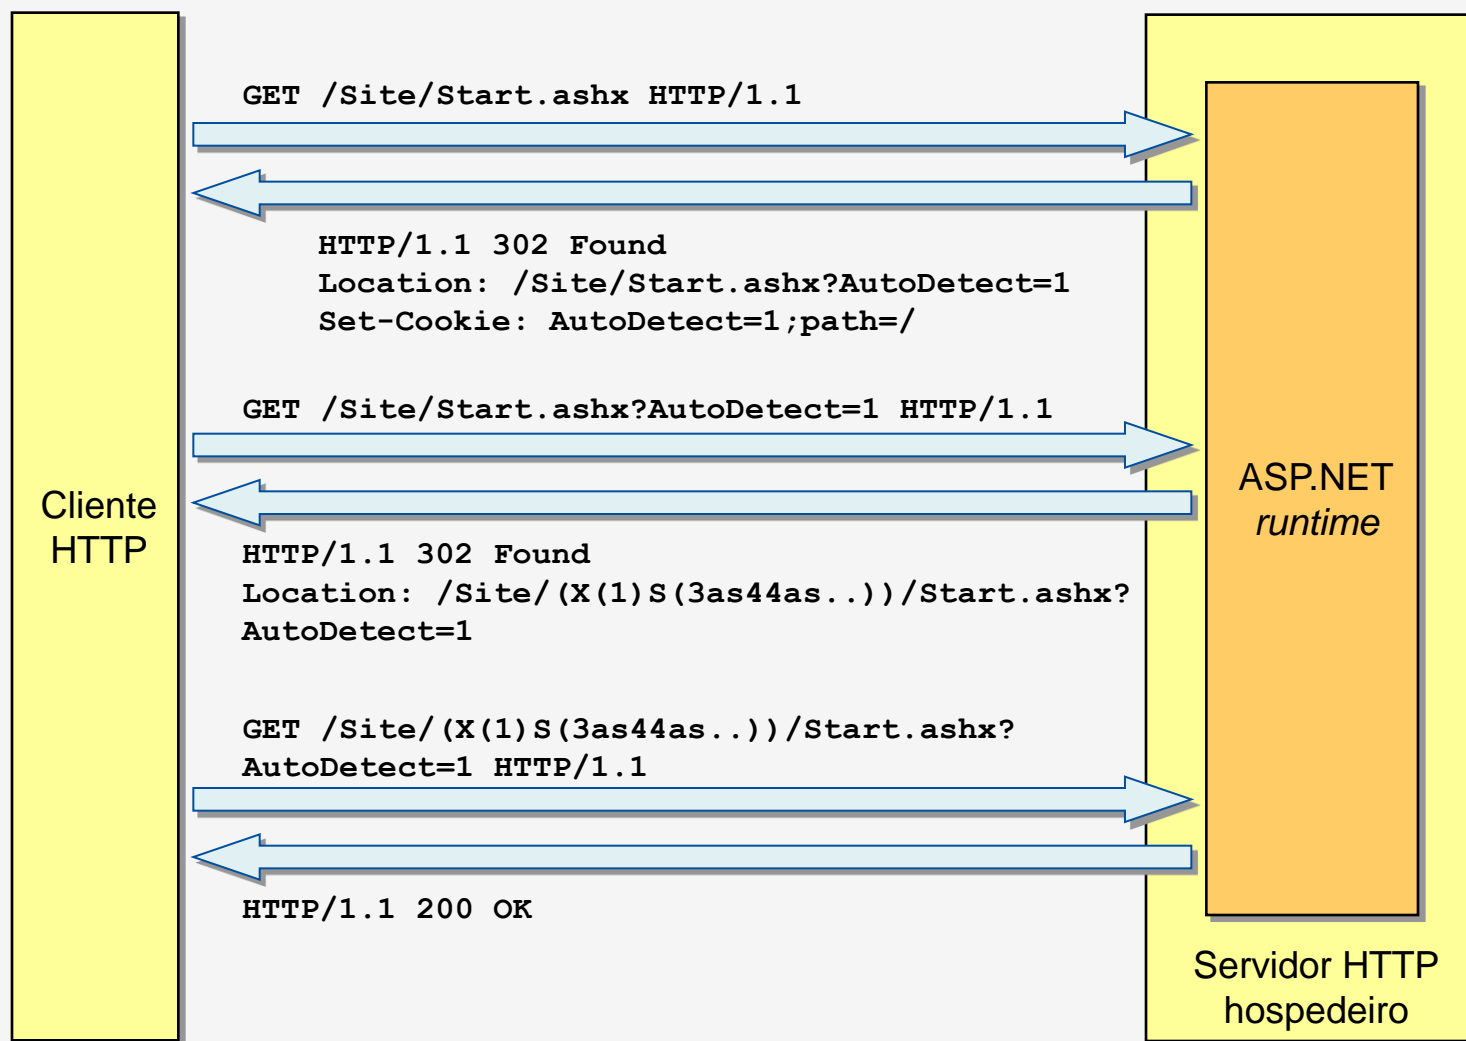 GET /Site/Start.ashx HTTP/1.1
HTTP/1.1 302 Found
Location: /Site/Start.ashx?AutoDetect=1
Set-Cookie: AutoDetect=1;path=/
GET /Site/Start.ashx?AutoDetect=1 HTTP/1.1
Cliente
HTTP
ASP.NET
runtime
HTTP/1.1 302 Found
Location: /Site/(X(1)S(3as44as..))/Start.ashx?
AutoDetect=1
GET /Site/(X(1)S(3as44as..))/Start.ashx?
AutoDetect=1 HTTP/1.1
HTTP/1.1 200 OK
Servidor HTTP
hospedeiro